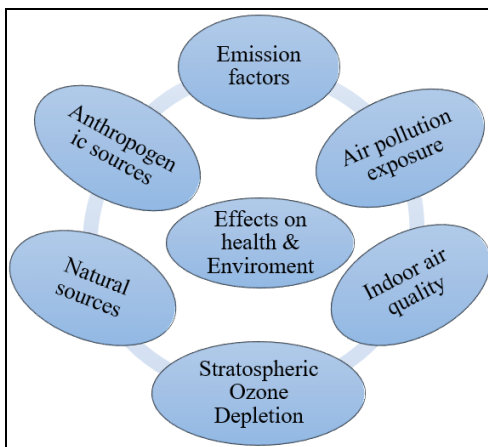 Emission
factors
Air pollution
exposure
Indoor air
quality
Stratospheric
Ozone
Depletion
Natural
sources
Anthropogen
ic sources
Effects on
health &
Enviroment